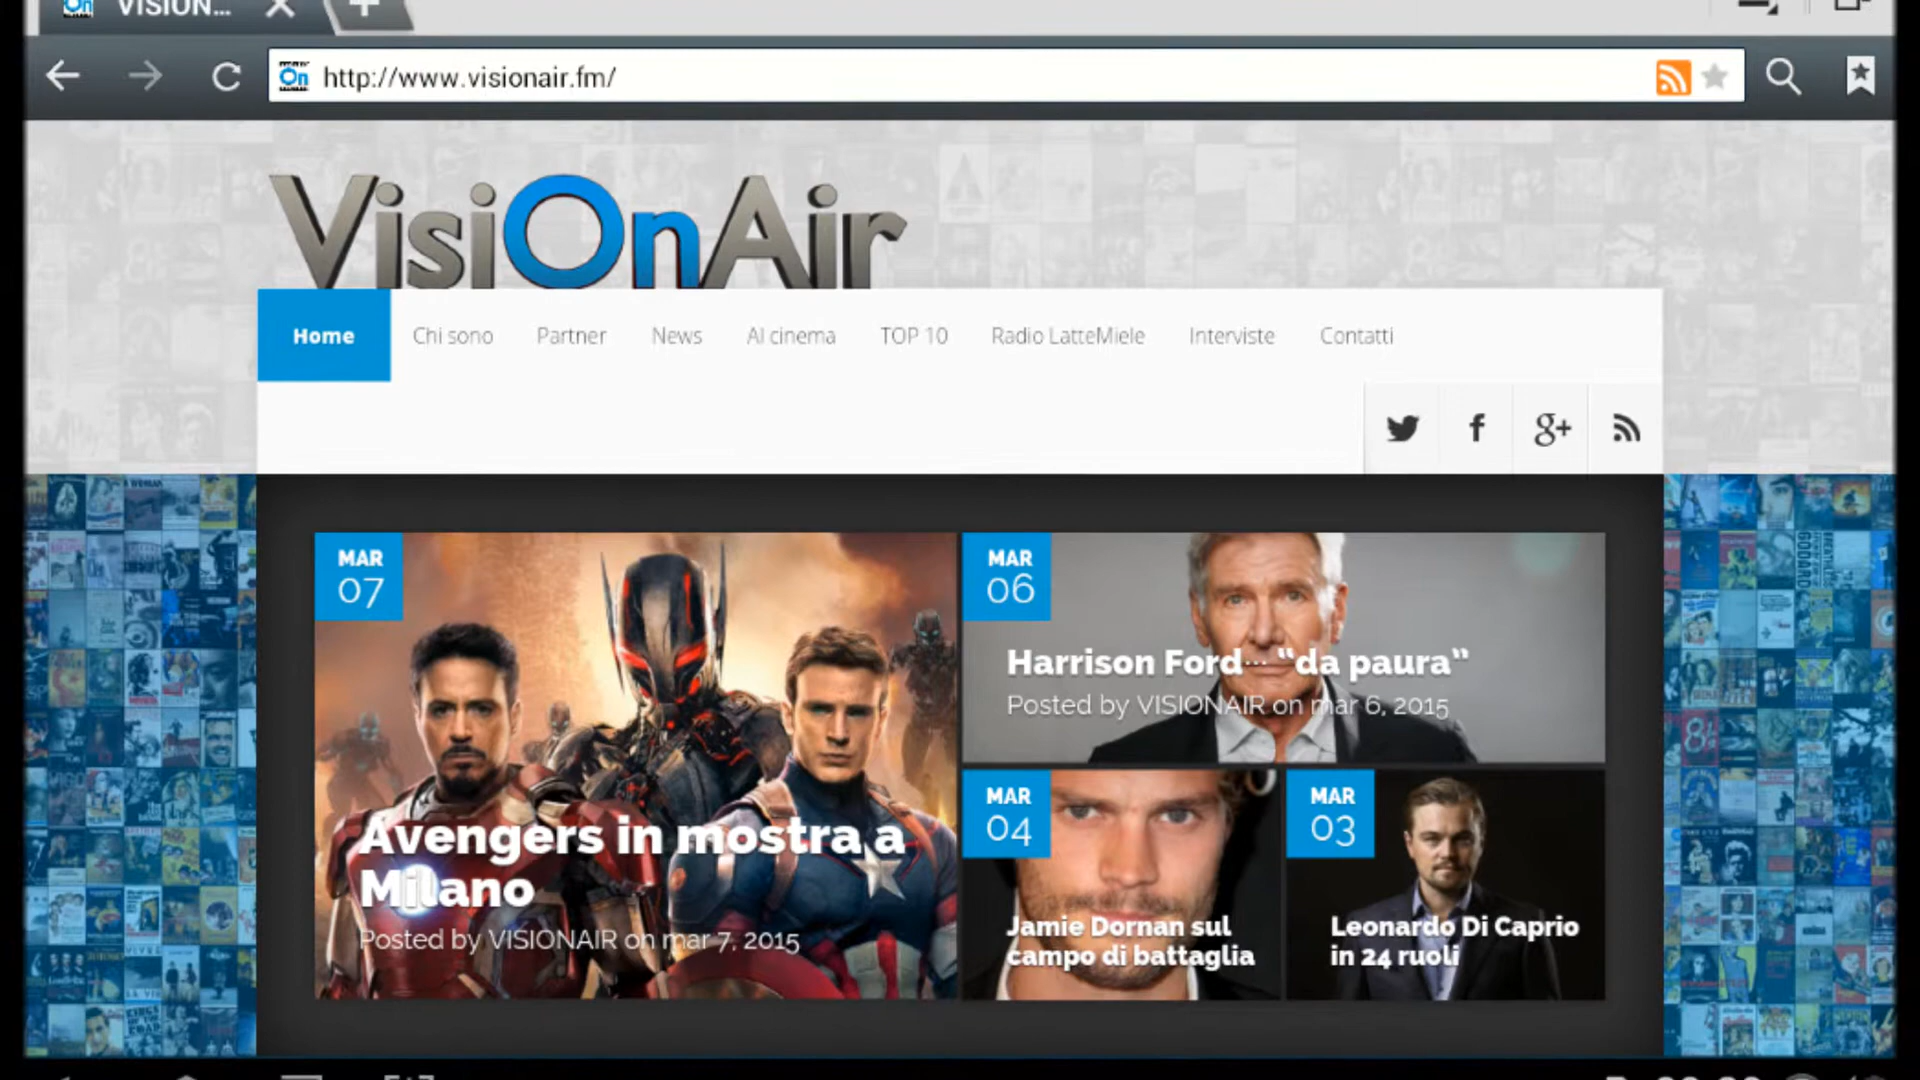 VISION...
http://www.visionair.fm/
VisiOnAir
Home Chi sono Partner News Al cinema TOP 10 Radio LatteMiele Interviste Contatti
MAR
07
Avengers in mostra a
Milano
Posted by VISIONAIR on mar 7, 2015
MAR
06
Harrison Ford… “da paura”
Posted by VISIONAIR on mar 6, 2015
MAR
04
Jamie Dornan sul
campo di battaglia
MAR
03
Leonardo Di Caprio
in 24 ruoli